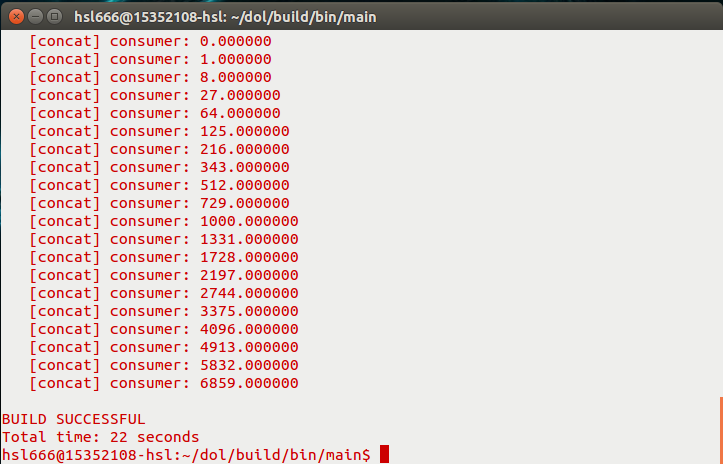 hsl666@15352108-hsl: ~/dol/build/bin/main
[concat] consumer: 0.000000
[concat] consumer: 1.000000
[concat] consumer: 8.000000
[concat] consumer: 27.000000
[concat] consumer: 64.000000
[concat] consumer: 125.000000
[concat] consumer: 216.000000
[concat] consumer: 343.000000
[concat] consumer: 512.000000
[concat] consumer: 729.000000
[concat] consumer: 1000.000000
[concat] consumer: 1331.000000
[concat] consumer: 1728.000000
[concat] consumer: 2197.000000
[concat] consumer: 2744.000000
[concat] consumer: 3375.000000
[concat] consumer: 4096.000000
[concat] consumer: 4913.000000
[concat] consumer: 5832.000000
[concat] consumer: 6859.000000
BUILD SUCCESSFUL
Total time: 22 seconds
hsl666@15352108-hsl:~/dol/build/bin/main$